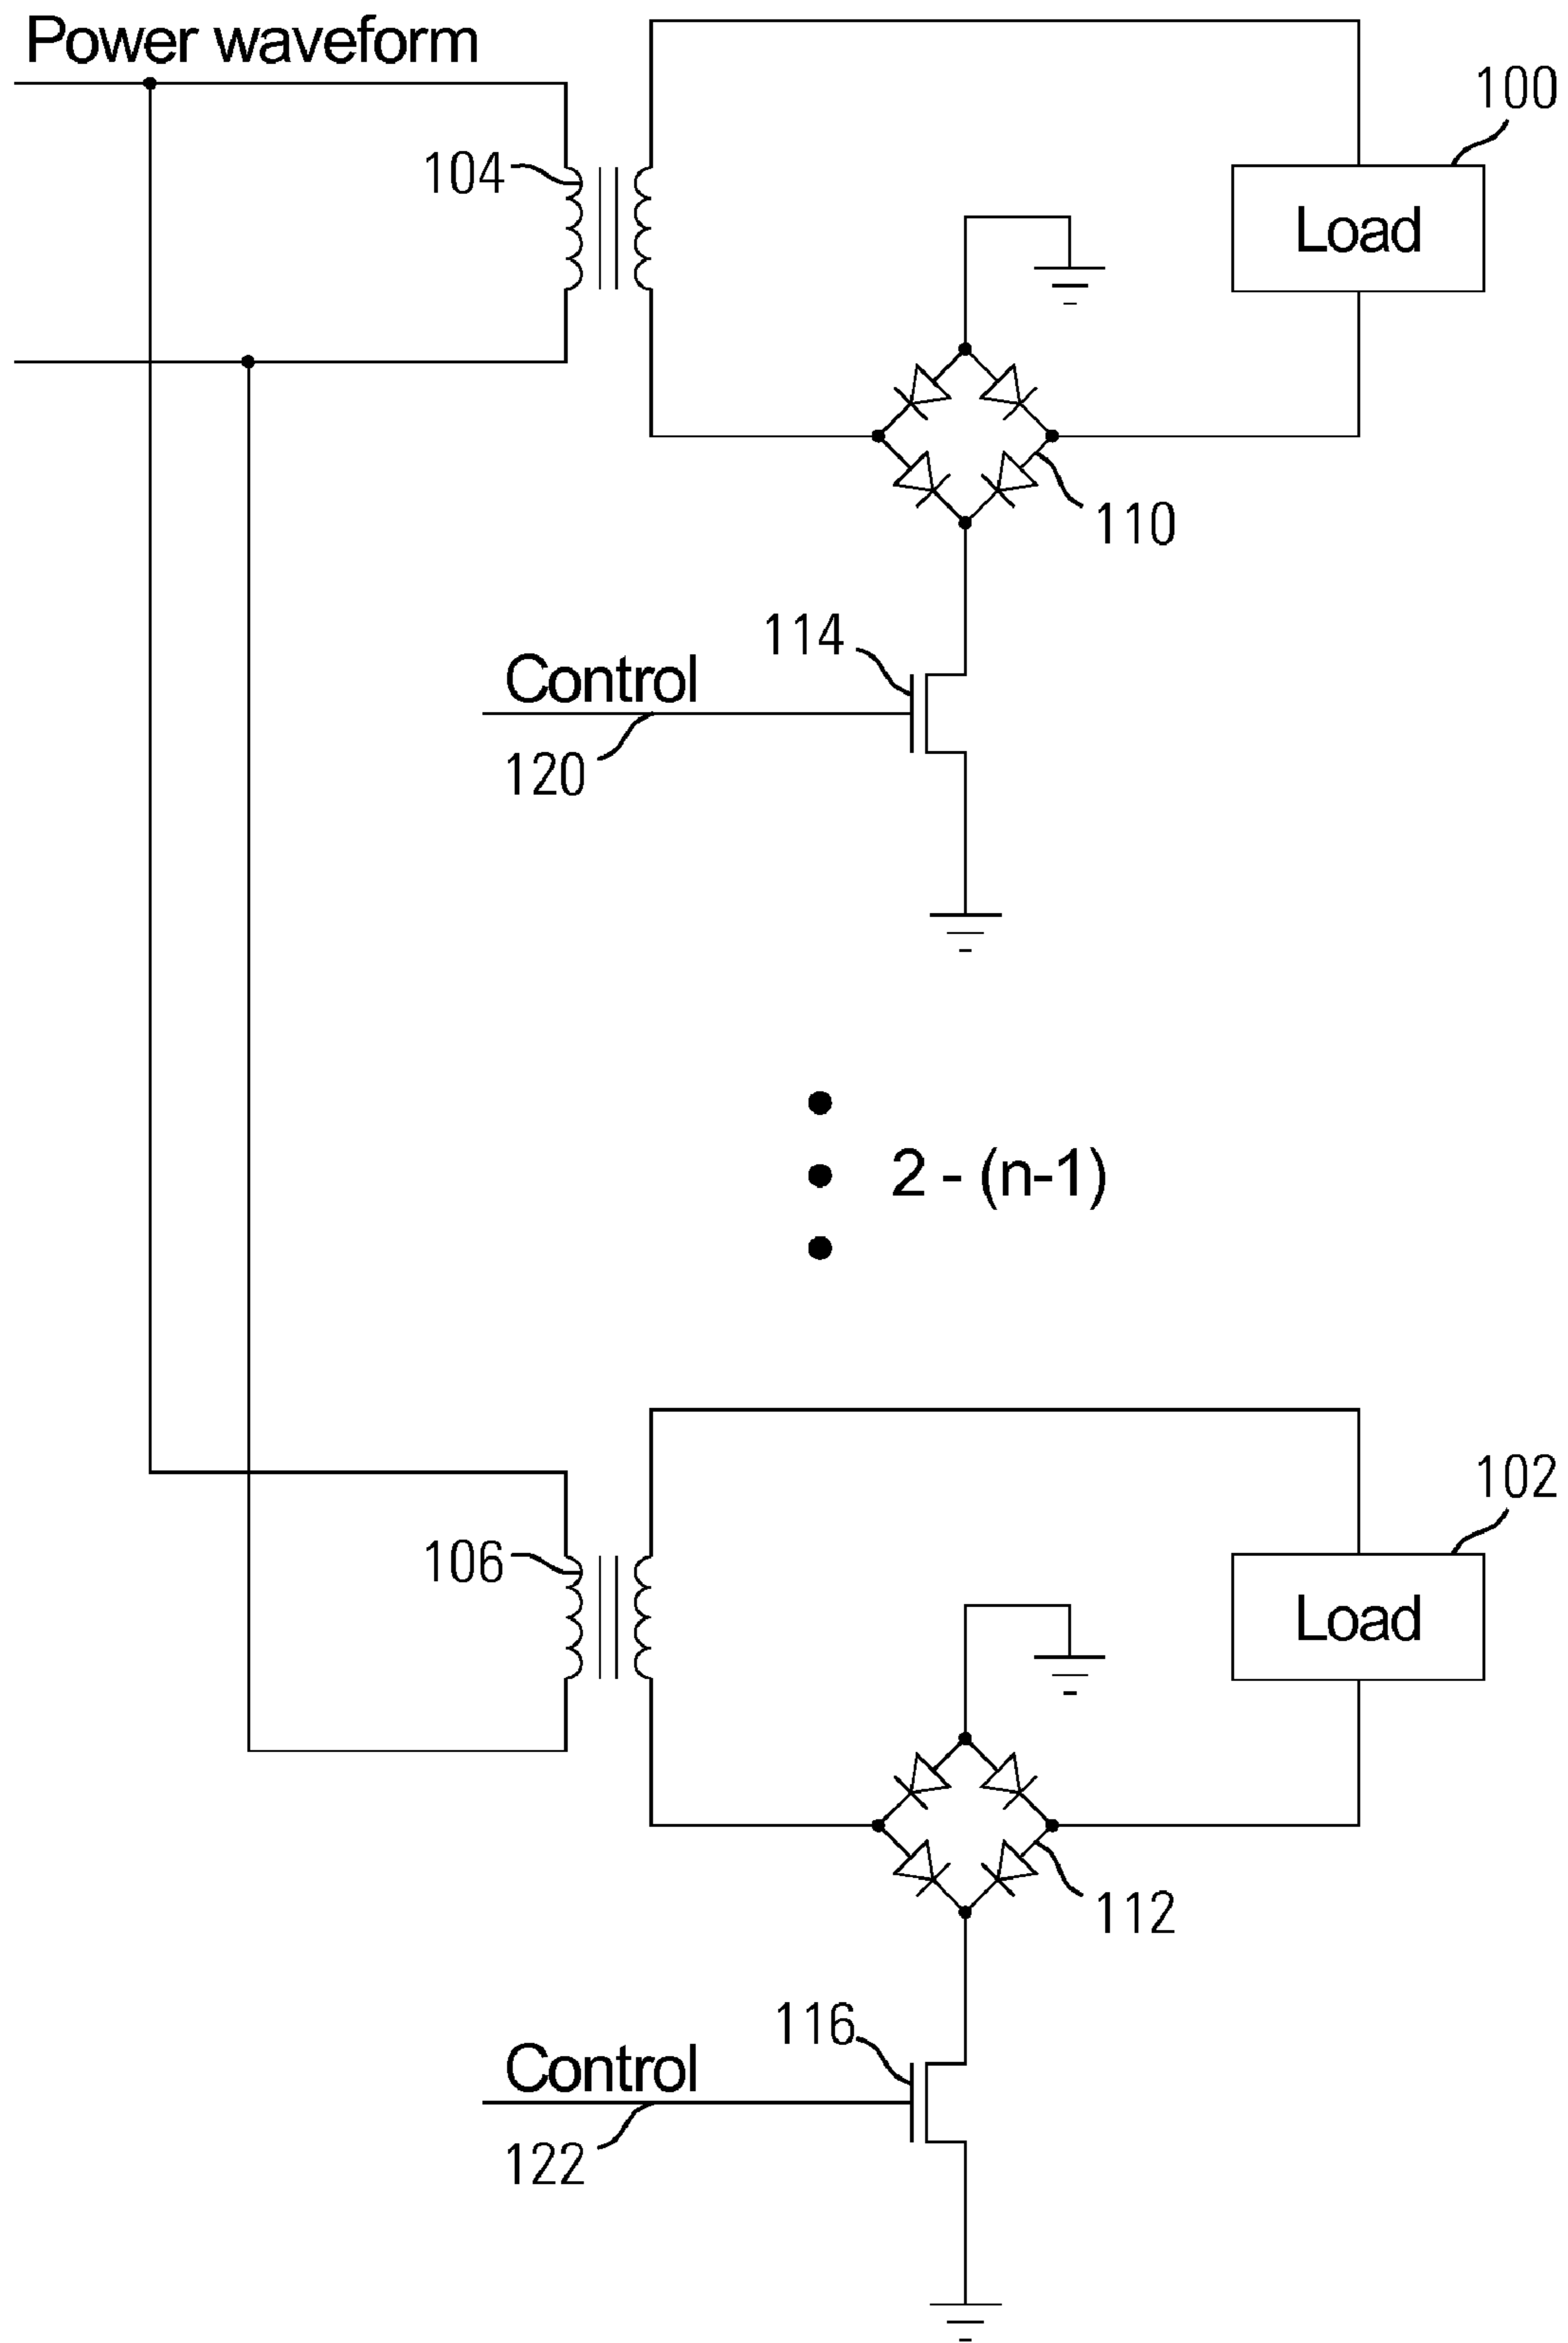 Power waveform
100
104
Load
110
114
Control
120
2 - (n-1)
102
106
Load
112
116
Control
122